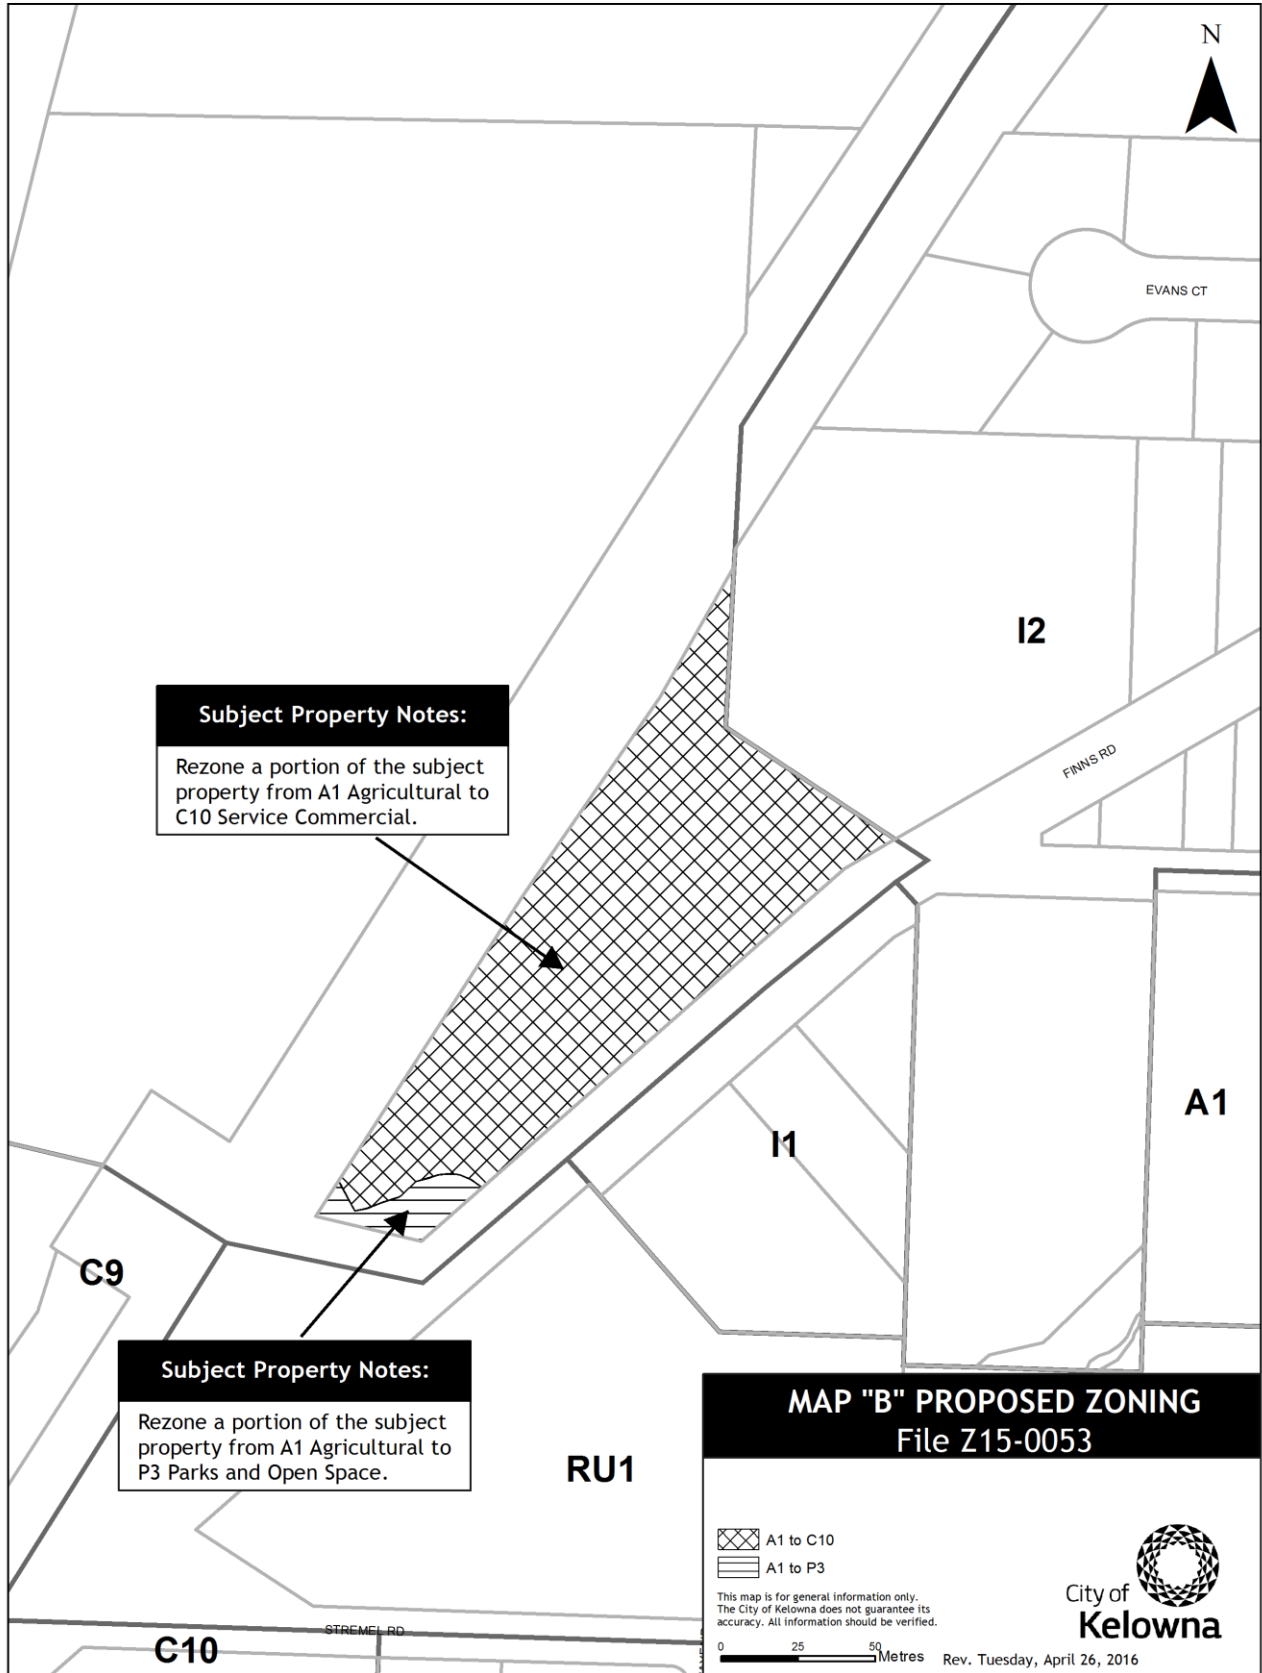 N
EVANS CT
I2
FINNS RD
Subject Property Notes:
Rezone a portion of the subject
property from A1 Agricultural to
C10 Service Commercial.
A1
I1
C9
Subject Property Notes:
Rezone a portion of the subject
property from A1 Agricultural to
P3 Parks and Open Space.
RU1
MAP "B" PROPOSED ZONING
File Z15-0053
A1 to C10
A1 to P3
This map is for general information only.
The City of Kelowna does not guarantee its
accuracy. All information should be verified.
City of
Kelowna
0 25 50 Metres
Rev. Tuesday, April 26, 2016
STREMEL RD
C10